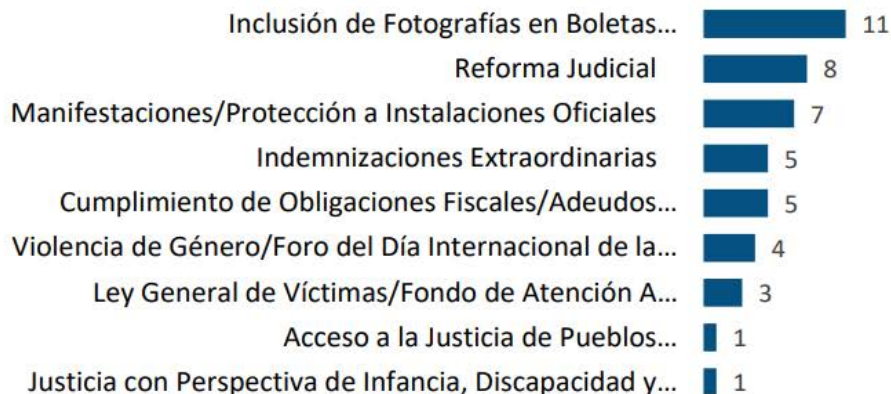 Inclusión de Fotografías en Boletas... 11
Reforma Judicial 8
Manifestaciones/Protección a Instalaciones Oficiales 7
Indemnizaciones Extraordinarias 5
Cumplimiento de Obligaciones Fiscales/Adeudos... 5
Violencia de Género/Foro del Día Internacional de la... 4
Ley General de Víctimas/Fondo de Atención A... 3
Acceso a la Justicia de Pueblos... 1
Justicia con Perspectiva de Infancia, Discapacidad y... 1